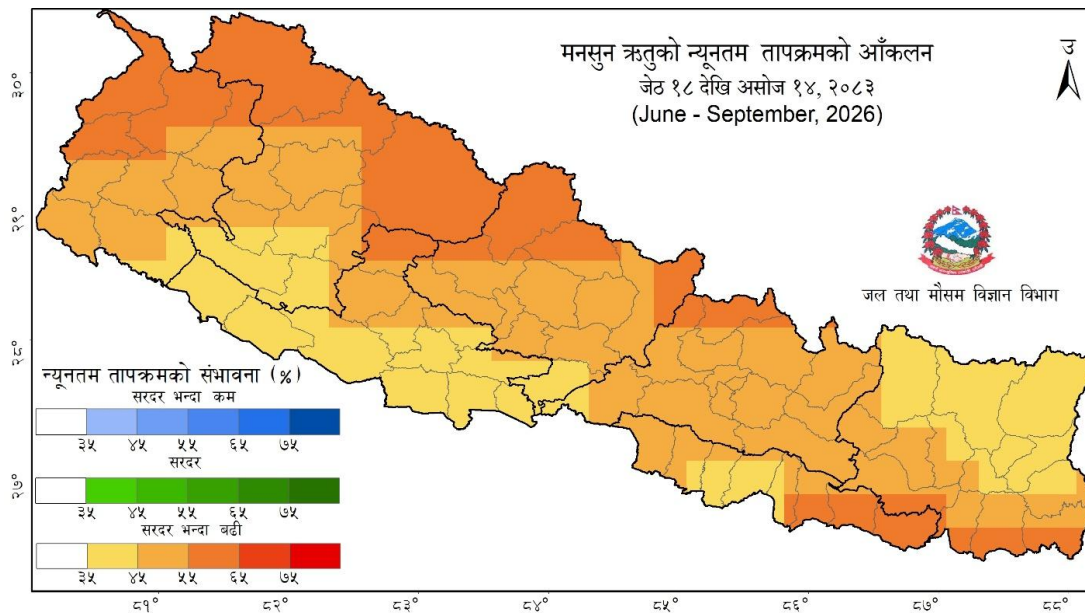 मनसुन ऋतुको न्यूनतम तापक्रमको आँकलन
जेठ १८ देखि असोज १४, २०८३
(June - September, 2026)
उ
३०°
२९°
२८°
२७°
जल तथा मौसम विज्ञान विभाग
न्यूनतम तापक्रमको संभावना (%)
सरदर भन्दा कम
३५ ४५ ५५ ६५ ७५
सरदर
३५ ४५ ५५ ६५ ७५
सरदर भन्दा बढी
३५ ४५ ५५ ६५ ७५
८१° ८२° ८३° ८४° ८५° ८६° ८७° ८८°